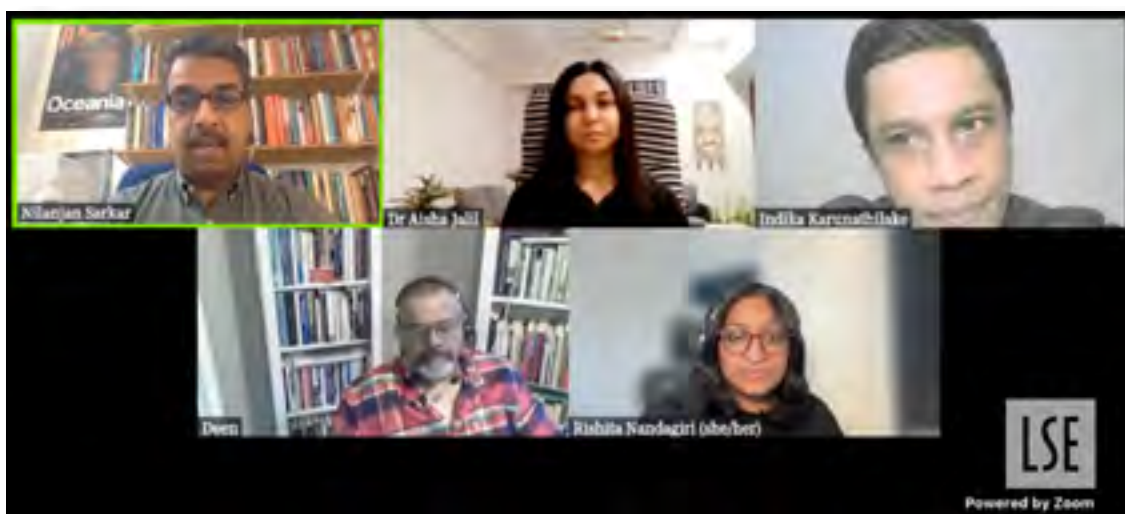 Oceania
Nilanjan Sarkar
Dr Aisha Jalil
Indika Karunathilake
Deen
Rishita Nandagiri (she/her)
LSE
Powered by Zoom